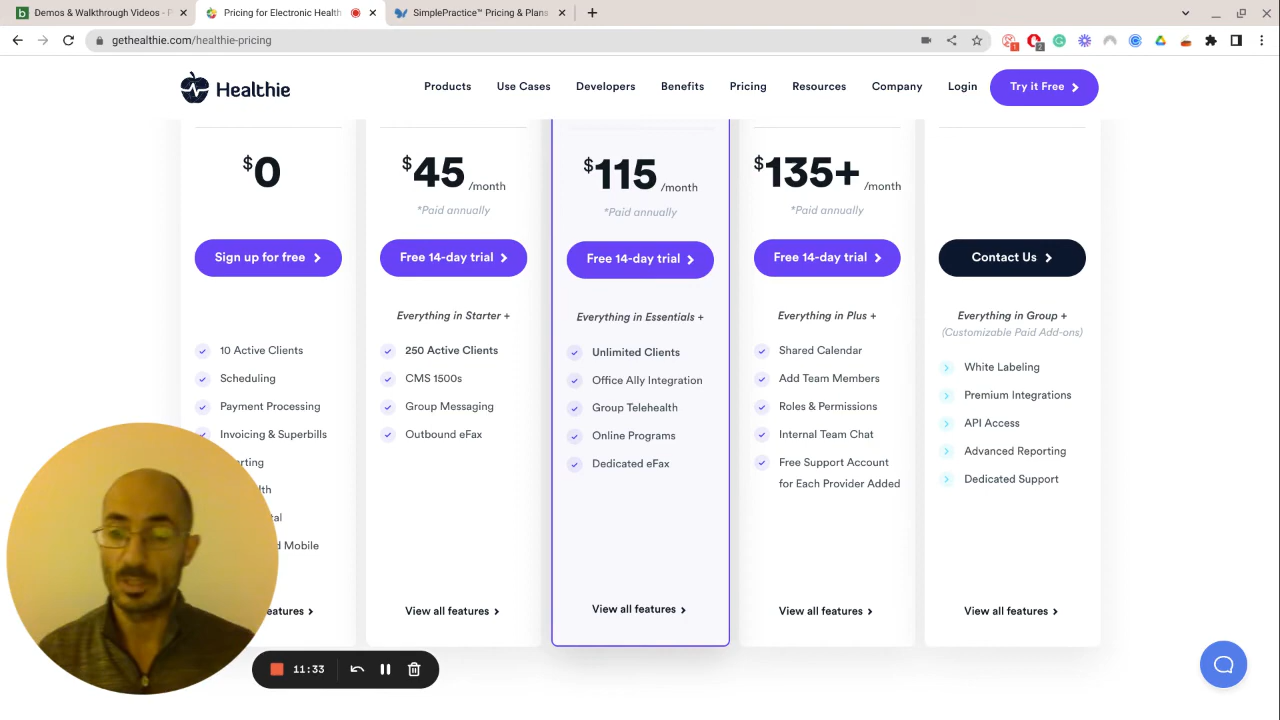 Demos & Walkthrough Videos - P
Pricing for Electronic Health
SimplePractice™ Pricing & Plans
gethealthie.com/healthie-pricing
1
2
Healthie
Products
Use Cases
Developers
Benefits
Pricing
Resources
Company
Login
Try it Free
$0
$45 /month
*Paid annually
$115 /month
*Paid annually
$135+ /month
*Paid annually
Sign up for free
Free 14-day trial
Free 14-day trial
Free 14-day trial
Contact Us
Everything in Starter +
Everything in Essentials +
Everything in Plus +
Everything in Group +
(Customizable Paid Add-ons)
10 Active Clients
Scheduling
Payment Processing
Invoicing & Superbills
250 Active Clients
CMS 1500s
Group Messaging
Outbound eFax
Unlimited Clients
Office Ally Integration
Group Telehealth
Online Programs
Dedicated eFax
Shared Calendar
Add Team Members
Roles & Permissions
Internal Team Chat
Free Support Account
for Each Provider Added
White Labeling
Premium Integrations
API Access
Advanced Reporting
Dedicated Support
Mobile
View all features
View all features
View all features
View all features
11:33